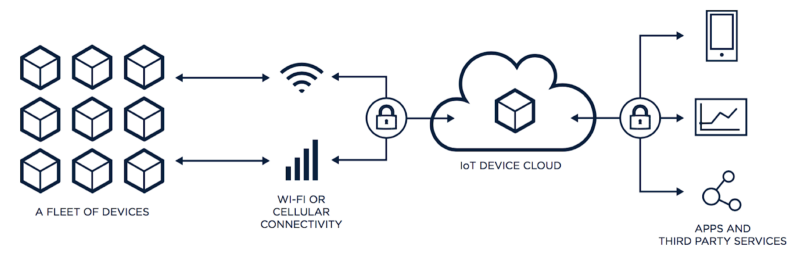 A FLEET OF DEVICES
WI-FI OR
CELLULAR
CONNECTIVITY
IoT DEVICE CLOUD
APPS AND
THIRD PARTY SERVICES